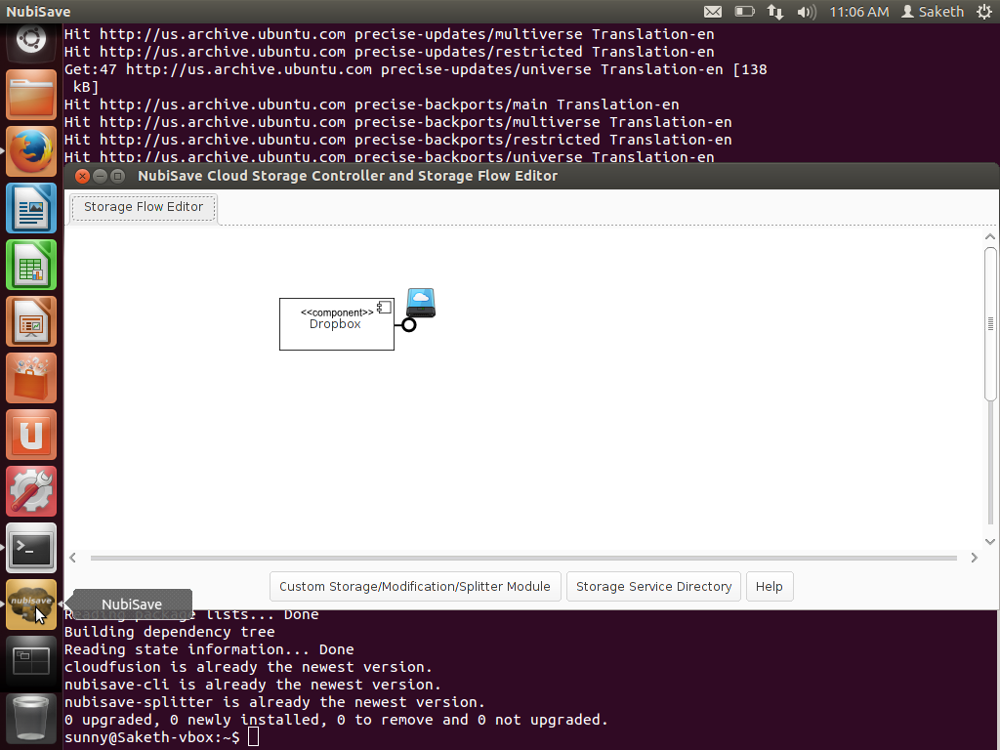 NubiSave
11:06 AM
Saketh
Hit http://us.archive.ubuntu.com precise-updates/multiverse Translation-en
Hit http://us.archive.ubuntu.com precise-updates/restricted Translation-en
Get:47 http://us.archive.ubuntu.com precise-updates/universe Translation-en [138
kB]
Hit http://us.archive.ubuntu.com precise-backports/main Translation-en
Hit http://us.archive.ubuntu.com precise-backports/multiverse Translation-en
Hit http://us.archive.ubuntu.com precise-backports/restricted Translation-en
Hit http://us.archive.ubuntu.com precise-backports/universe Translation-en
NubiSave Cloud Storage Controller and Storage Flow Editor
Storage Flow Editor
<<component>>
Dropbox
Custom Storage/Modification/Splitter Module
Storage Service Directory
Help
nubisave
NubiSave
Reading package lists... Done
Building dependency tree
Reading state information... Done
cloudfusion is already the newest version.
nubisave-cli is already the newest version.
nubisave-splitter is already the newest version.
0 upgraded, 0 newly installed, 0 to remove and 0 not upgraded.
sunny@Saketh-vbox:~$